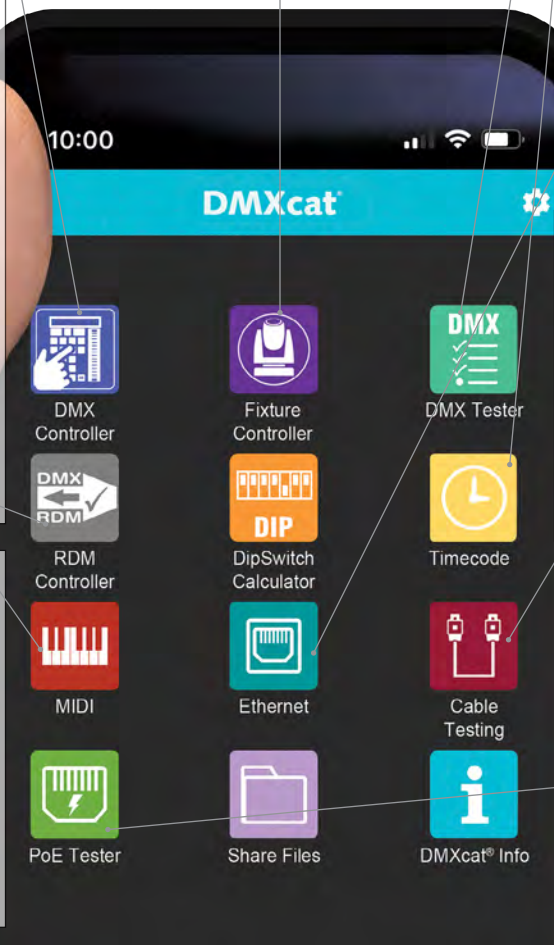 10:00
DMXcat®
DMX
DMX
Controller
Fixture
Controller
DMX Tester
DMX
RDM
DIP
RDM
Controller
DipSwitch
Calculator
Timecode
MIDI
Ethernet
Cable
Testing
i
PoE Tester
Share Files
DMXcat® Info